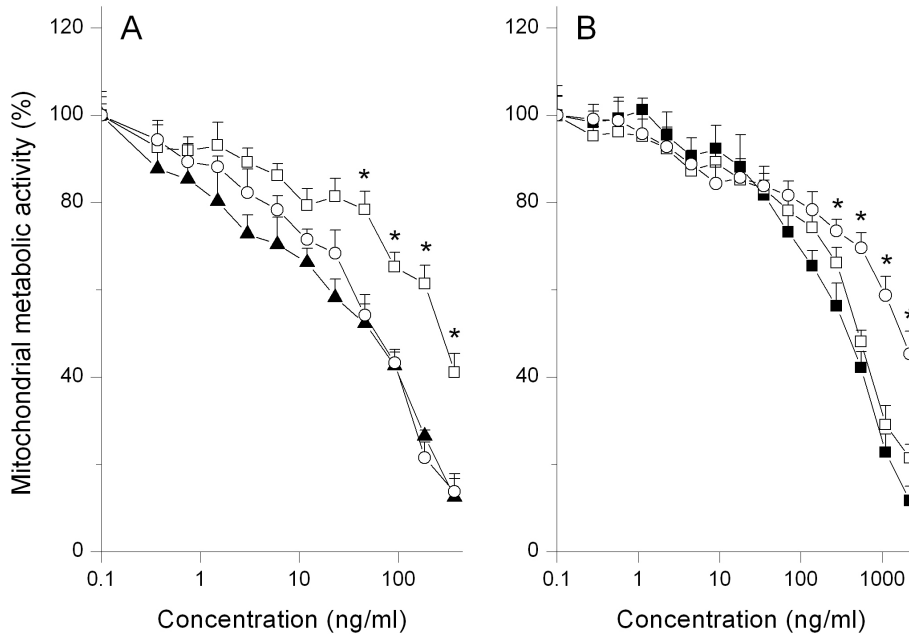 A
B
Mitochondrial metabolic activity (%)
120
100
80
40
0
0.1 1 10 100
Concentration (ng/ml)
* * * *
120
100
80
40
0
0.1 1 10 100 1000
Concentration (ng/ml)
* * * *